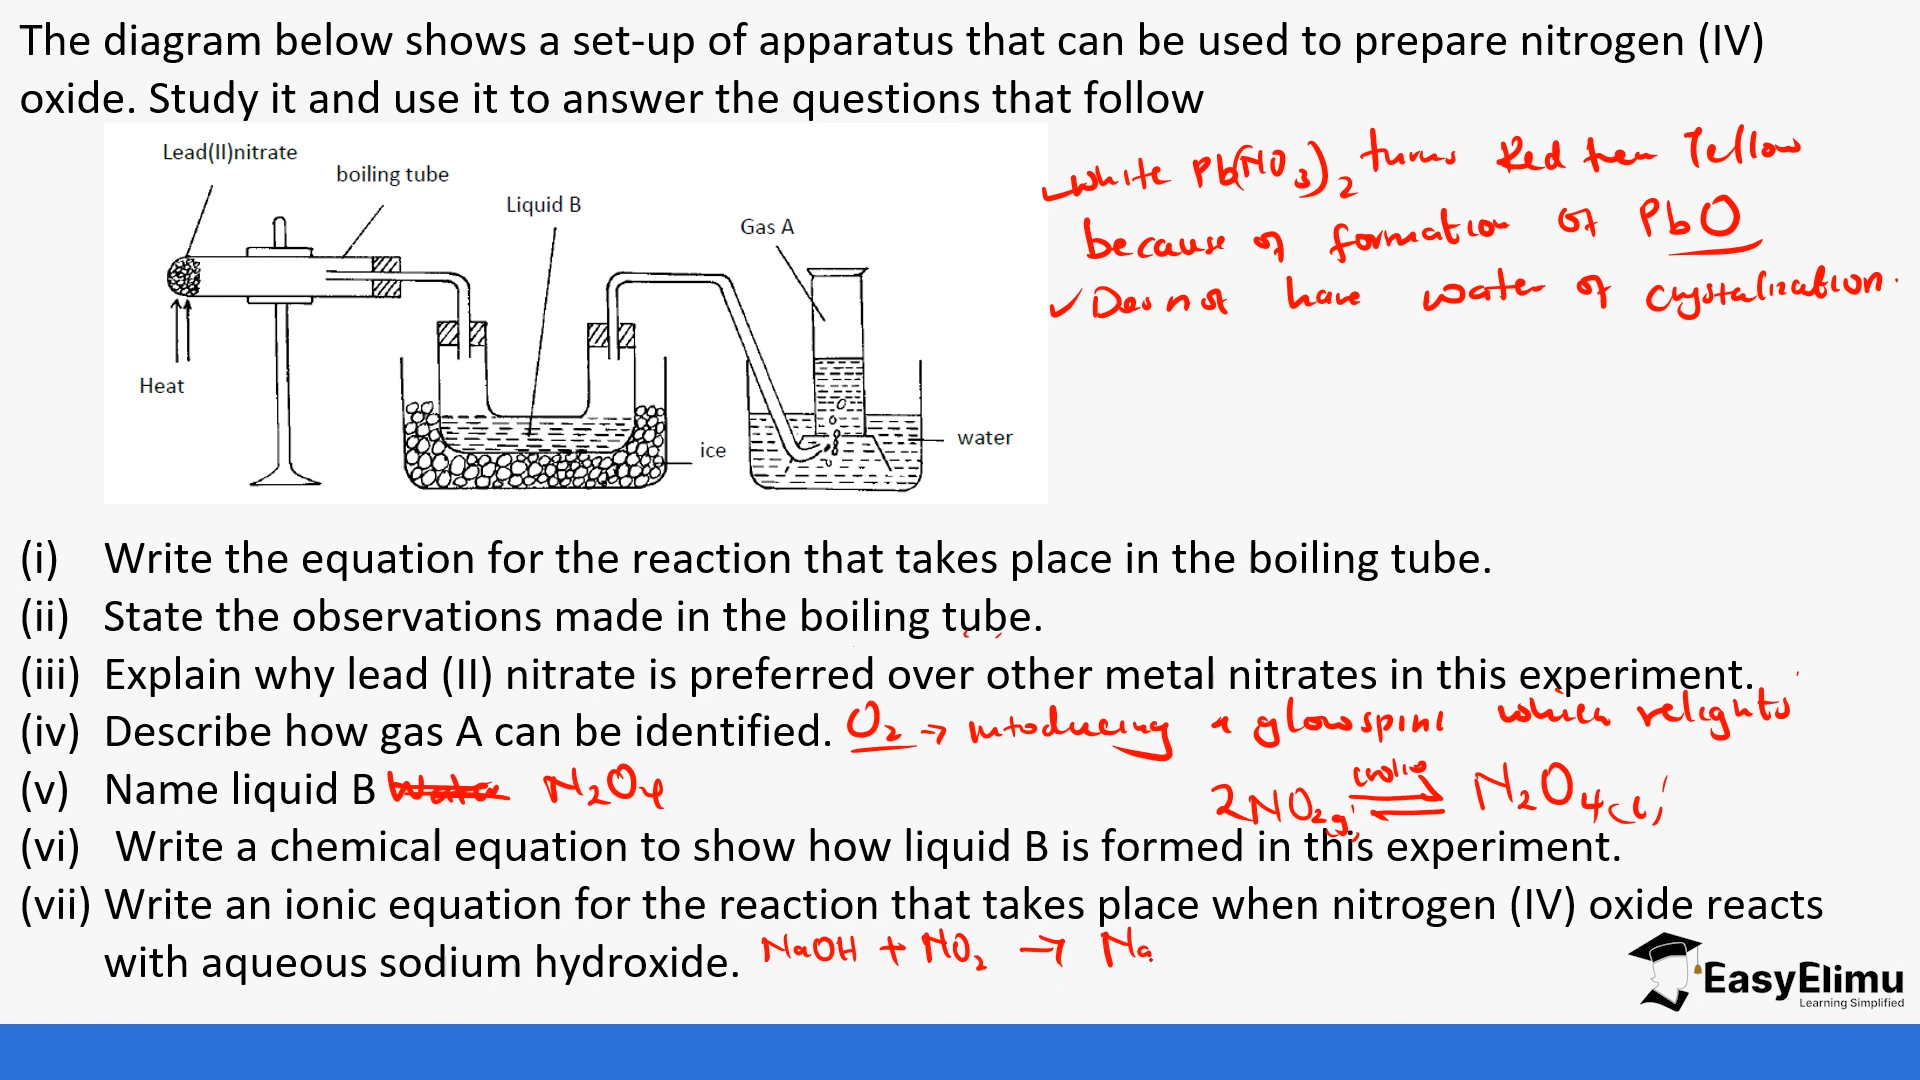 The diagram below shows a set-up of apparatus that can be used to prepare nitrogen (IV)
oxide. Study it and use it to answer the questions that follow
Lead(II)nitrate
boiling tube
Liquid B
Gas A
Heat
ice
water
White Pb(NO3)2 turns Red then Yellow
because of formation of PbO
Does not have water of crystalization.
(i) Write the equation for the reaction that takes place in the boiling tube.
(ii) State the observations made in the boiling tube.
(iii) Explain why lead (II) nitrate is preferred over other metal nitrates in this experiment.
(iv) Describe how gas A can be identified. O2 → introducing a glowspint which relights
(v) Name liquid B N2O4
2NO2(g) cooling ⇌ N2O4(l)
(vi) Write a chemical equation to show how liquid B is formed in this experiment.
(vii) Write an ionic equation for the reaction that takes place when nitrogen (IV) oxide reacts
with aqueous sodium hydroxide. NaOH + NO2 → Na
EasyElimu
Learning Simplified